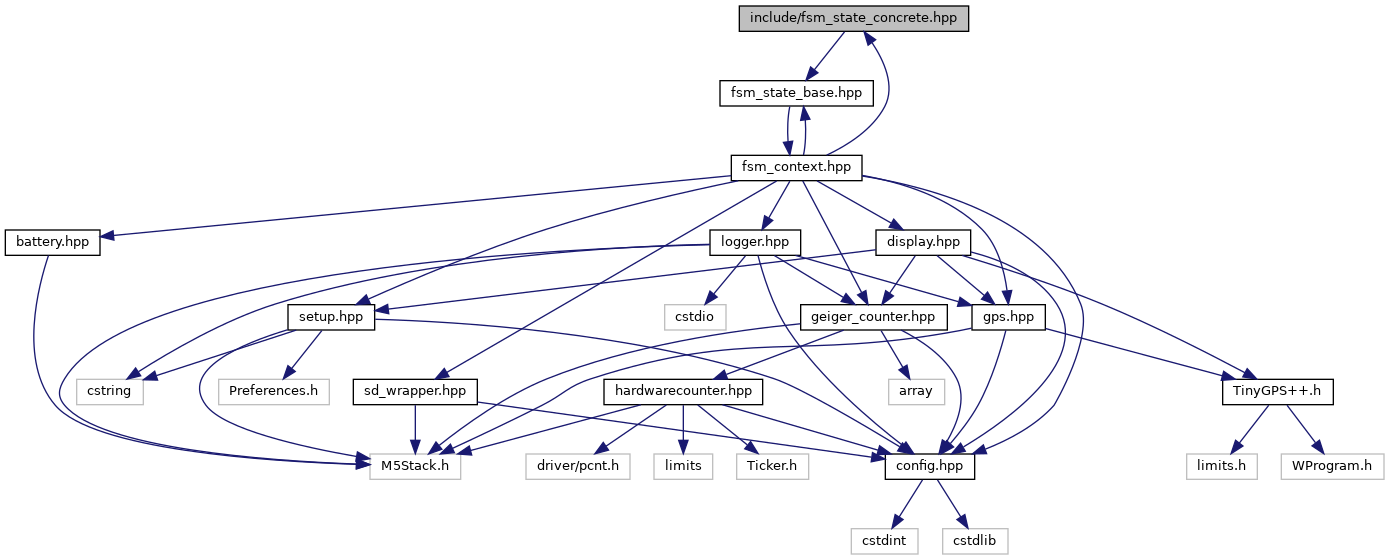 include/fsm_state_concrete.hpp
fsm_state_base.hpp
fsm_context.hpp
battery.hpp
logger.hpp
display.hpp
setup.hpp
cstdio
geiger_counter.hpp
gps.hpp
cstring
Preferences.h
sd_wrapper.hpp
hardwarecounter.hpp
array
TinyGPS++.h
M5Stack.h
driver/pcnt.h
limits
Ticker.h
config.hpp
limits.h
WProgram.h
cstdint
cstdlib